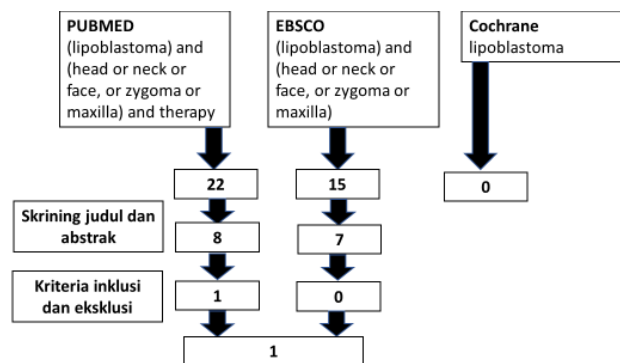 PUBMED
(lipoblastoma) and
(head or neck or
face, or zygoma or
maxilla) and therapy
EBSCO
(lipoblastoma) and
(head or neck or
face, or zygoma or
maxilla)
Cochrane
lipoblastoma
22
15
0
Skrining judul dan
abstrak
8
7
Kriteria inklusi
dan eksklusi
1
0
1